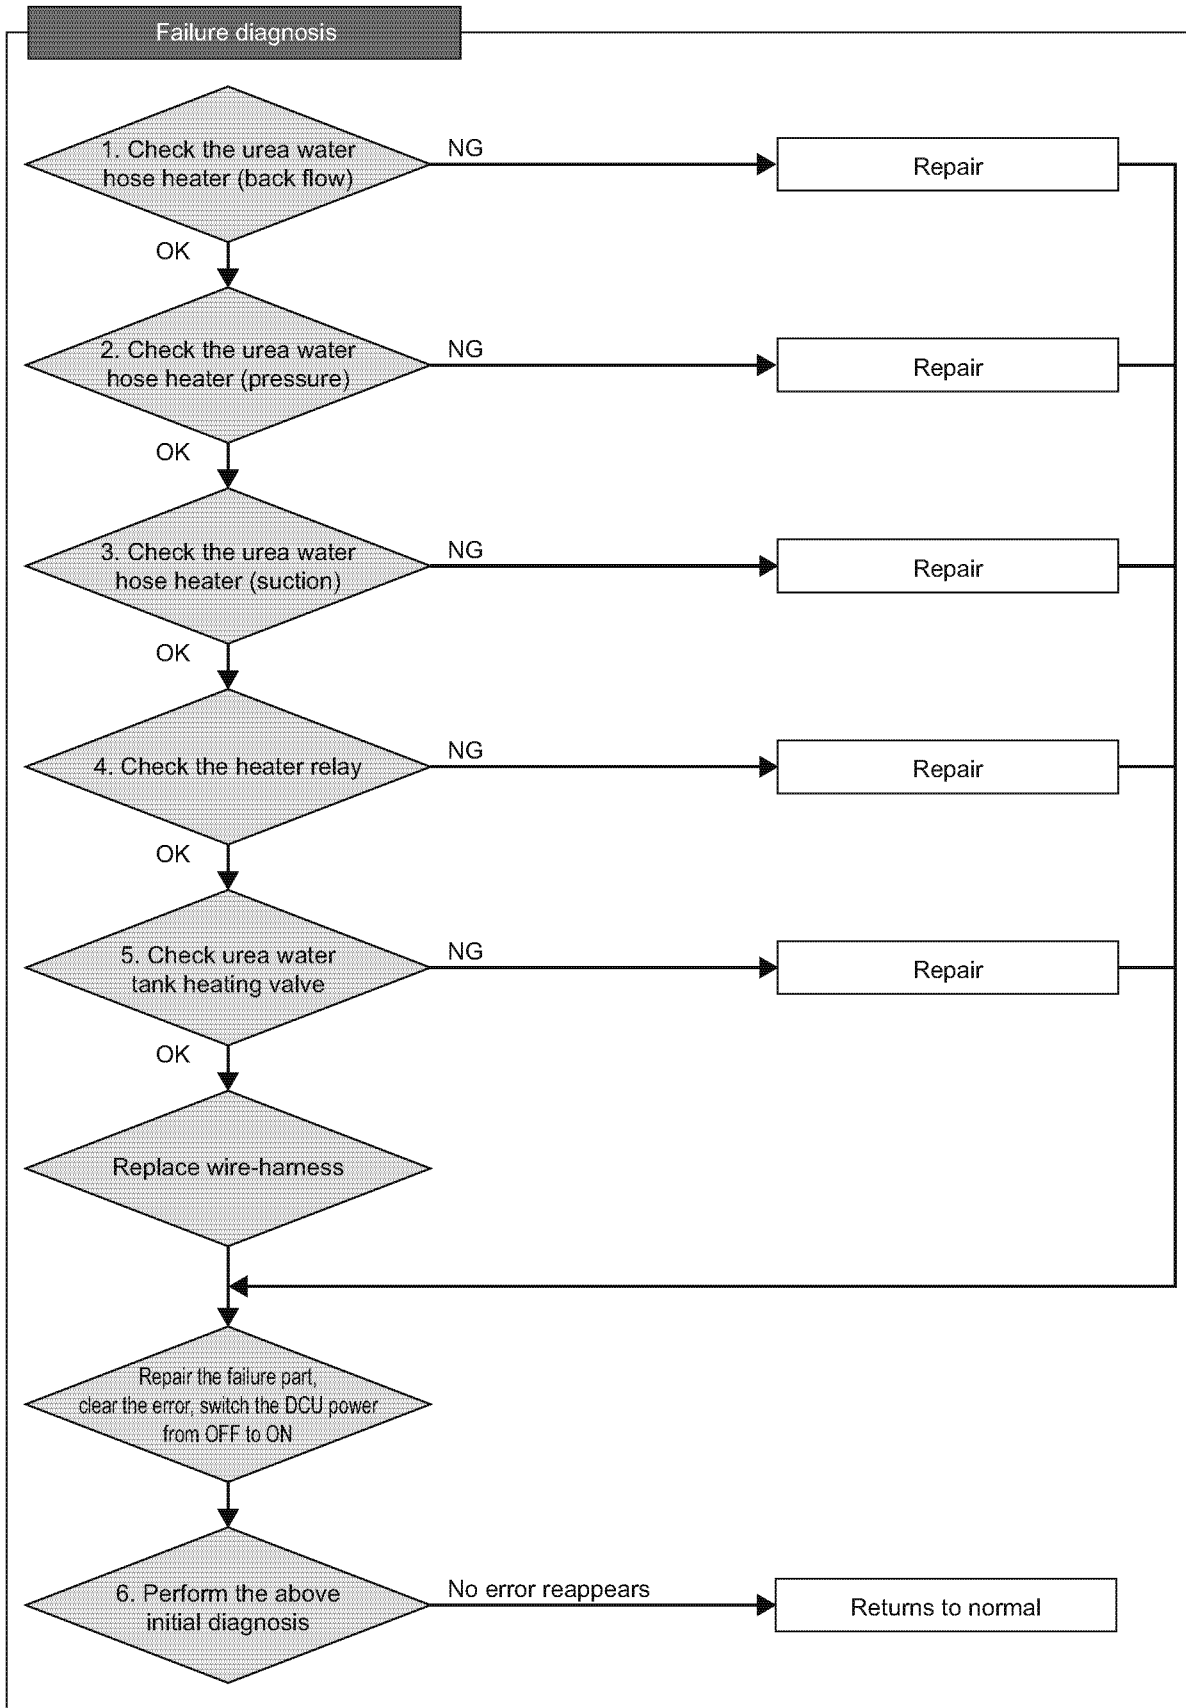 Failure diagnosis
1. Check the urea water
hose heater (back flow)
NG
Repair
OK
2. Check the urea water
hose heater (pressure)
NG
Repair
OK
3. Check the urea water
hose heater (suction)
NG
Repair
OK
4. Check the heater relay
NG
Repair
OK
5. Check urea water
tank heating valve
NG
Repair
OK
Replace wire-harness
Repair the failure part,
clear the error, switch the DCU power
from OFF to ON
6. Perform the above
initial diagnosis
No error reappears
Returns to normal